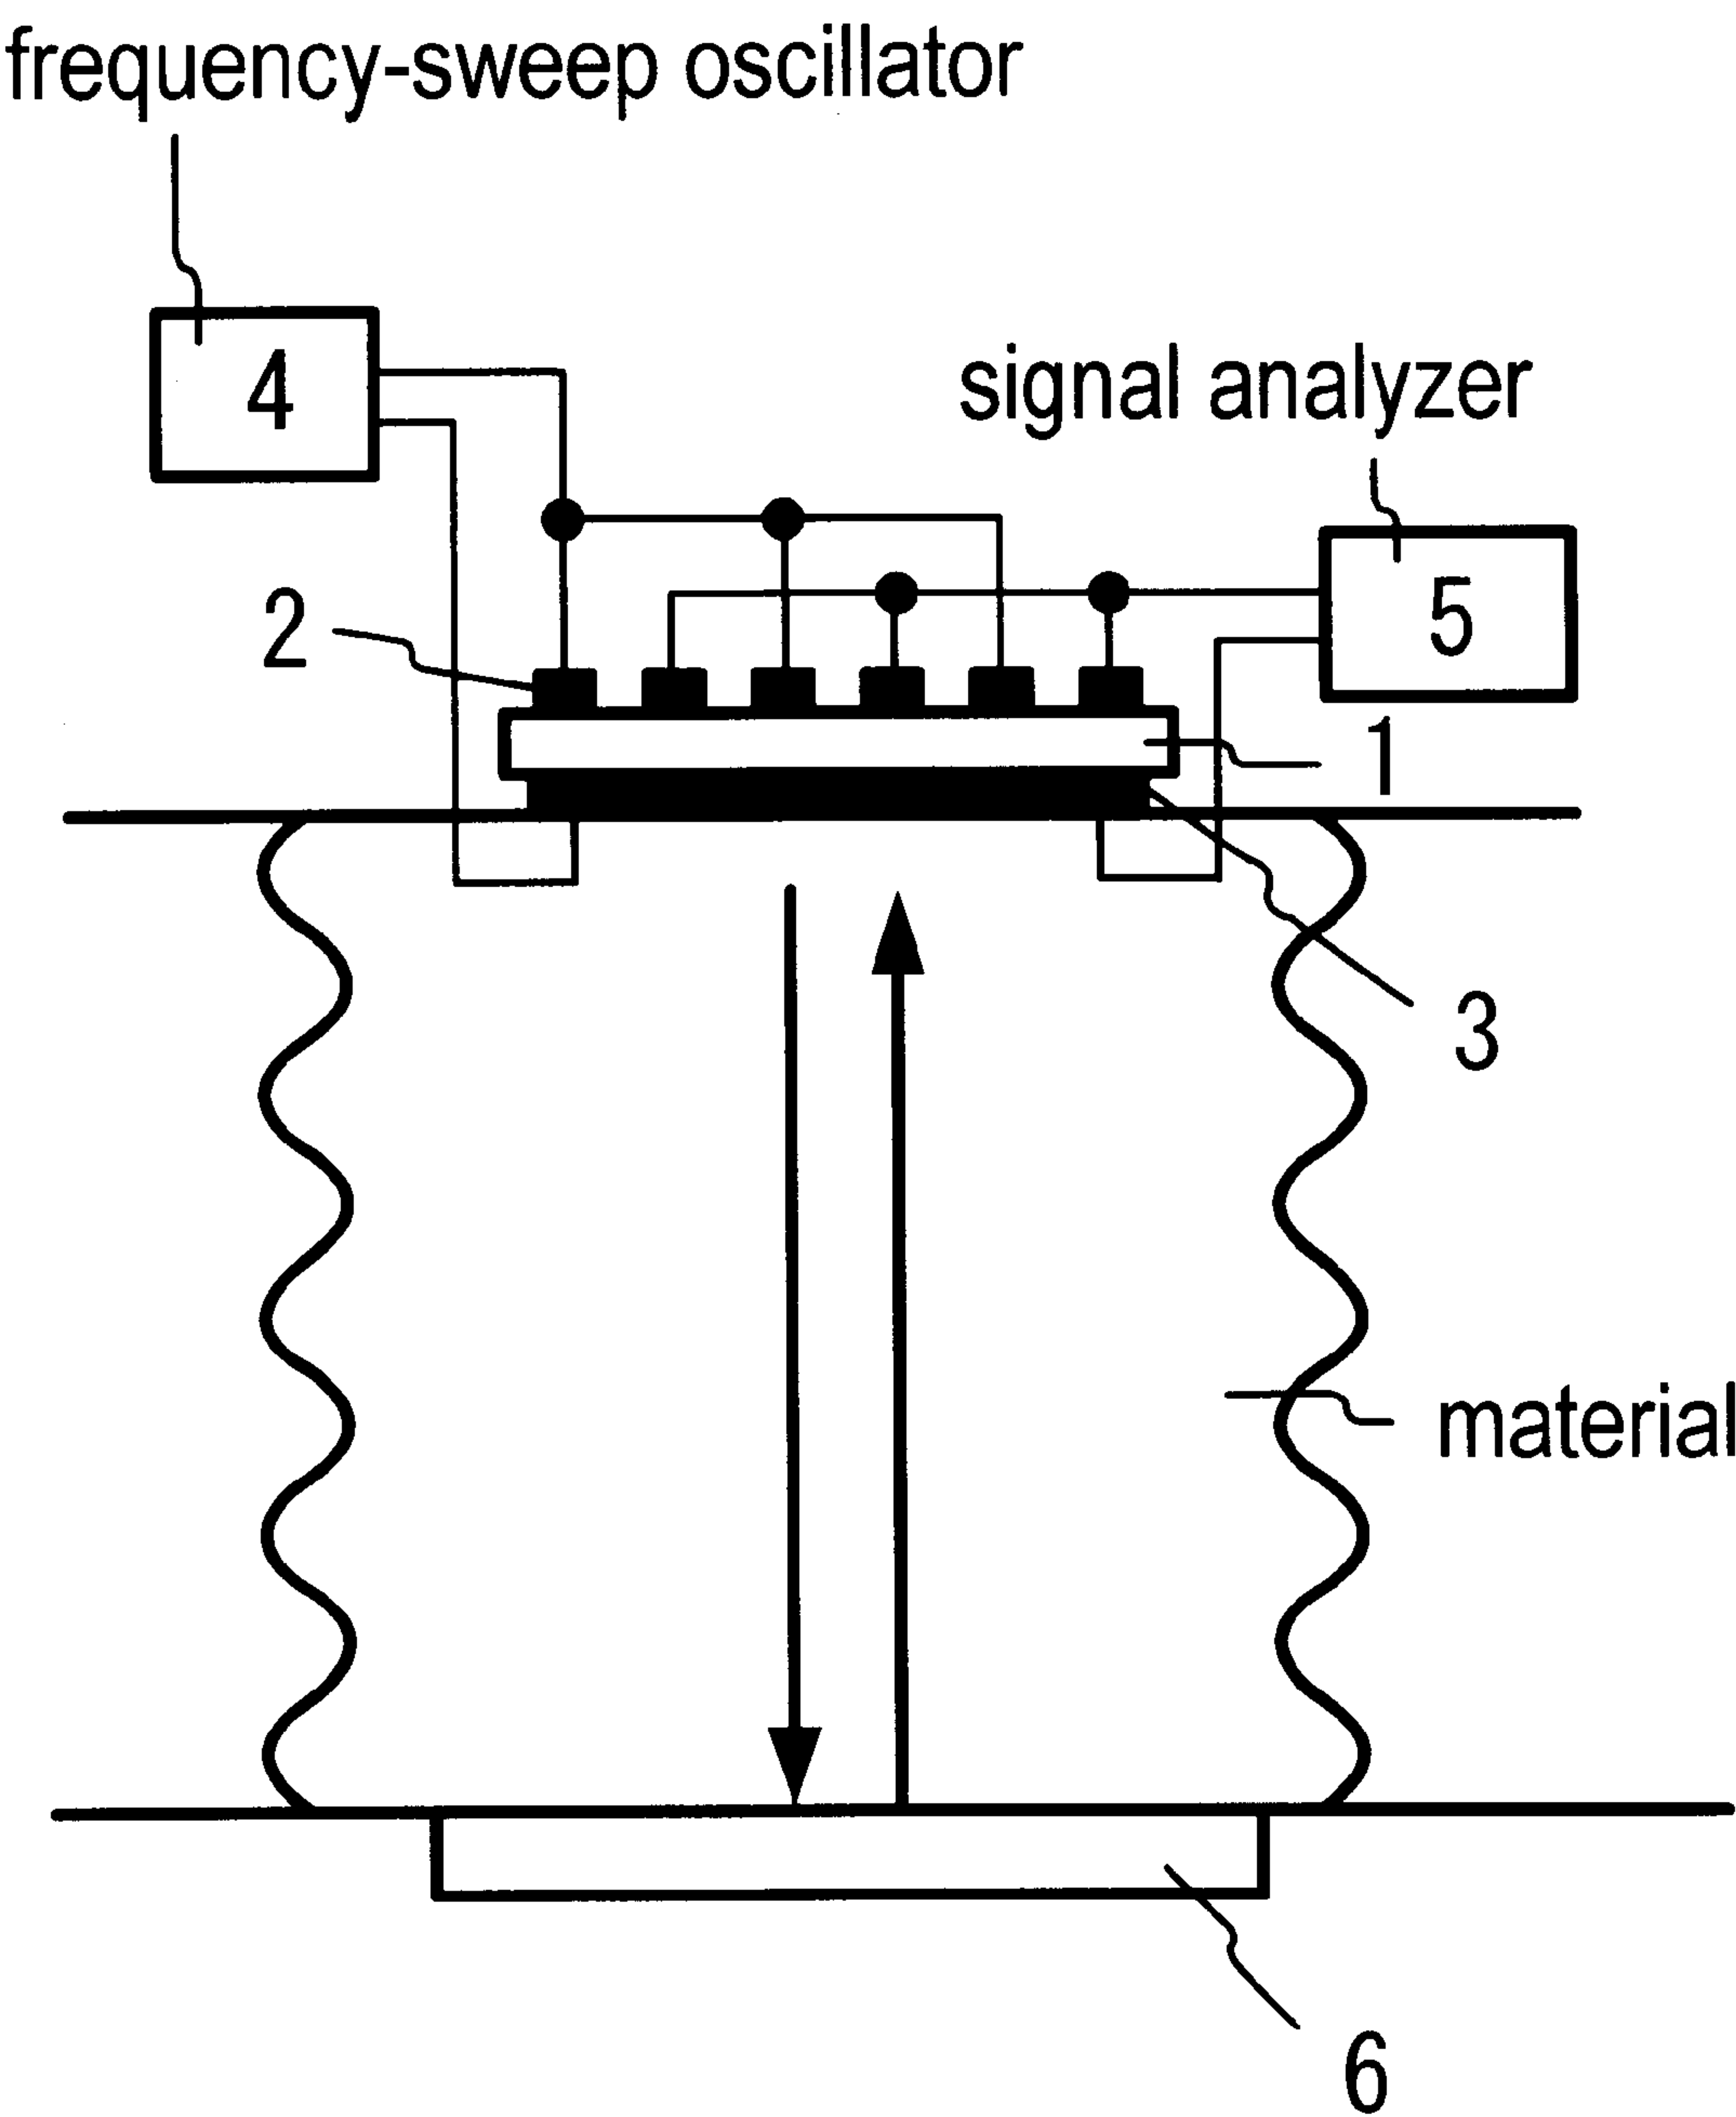 frequency-sweep oscillator
4
signal analyzer
5
2
1
3
material
6